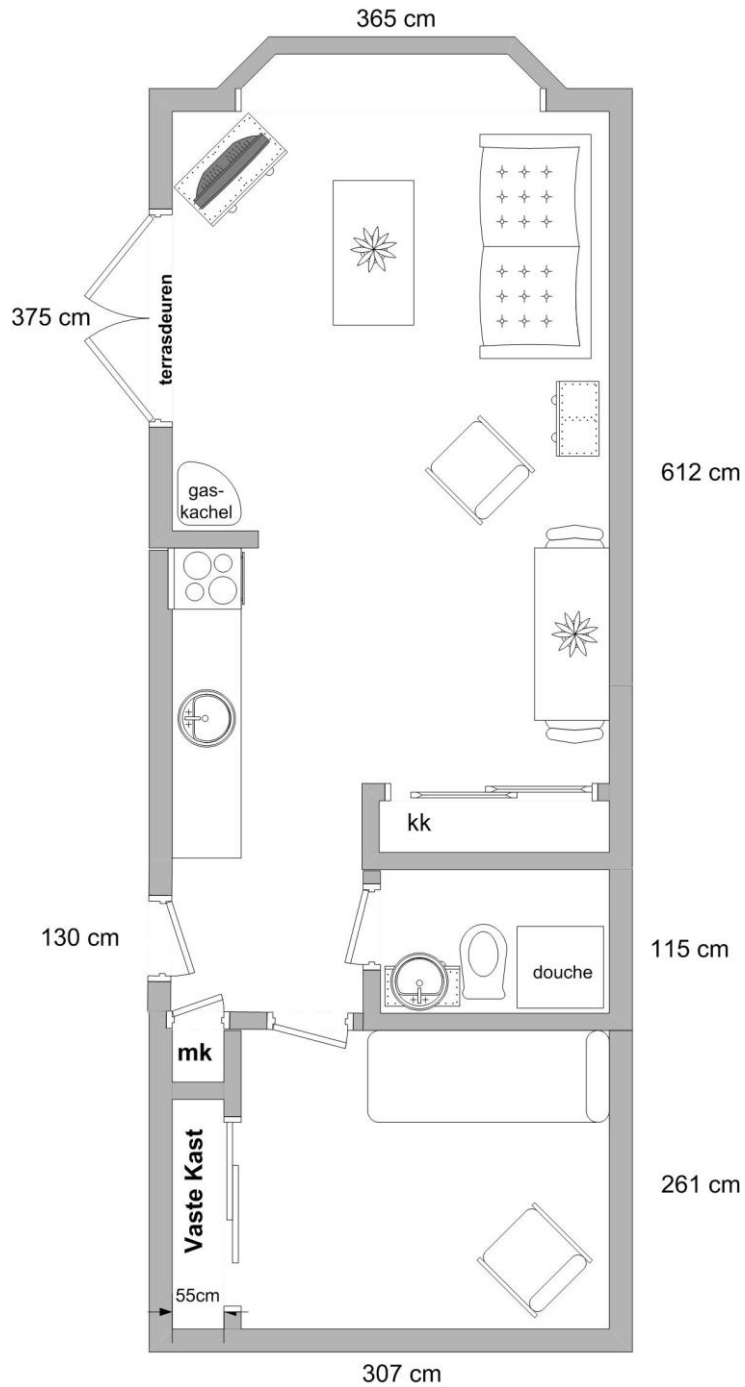 365 cm
375 cm
terrasdeuren
gas-
kachel
612 cm
kk
130 cm
115 cm
douche
mk
Vaste Kast
55cm
261 cm
307 cm